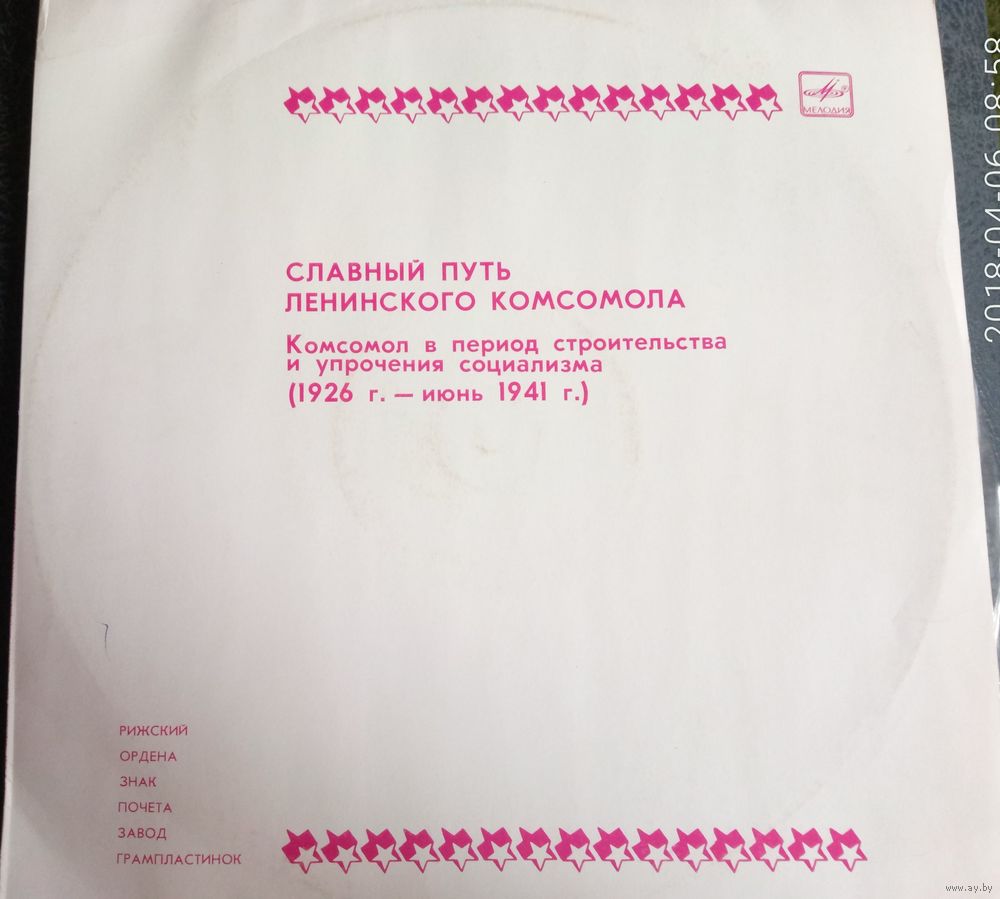 МЕЛОДИЯ
СЛАВНЫЙ ПУТЬ
ЛЕНИНСКОГО КОМСОМОЛА
Комсомол в период строительства
и упрочения социализма
(1926 г. — июнь 1941 г.)
РИЖСКИЙ
ОРДЕНА
ЗНАК
ПОЧЕТА
ЗАВОД
ГРАМПЛАСТИНОК
2018-04-06 08:58
www.ay.by